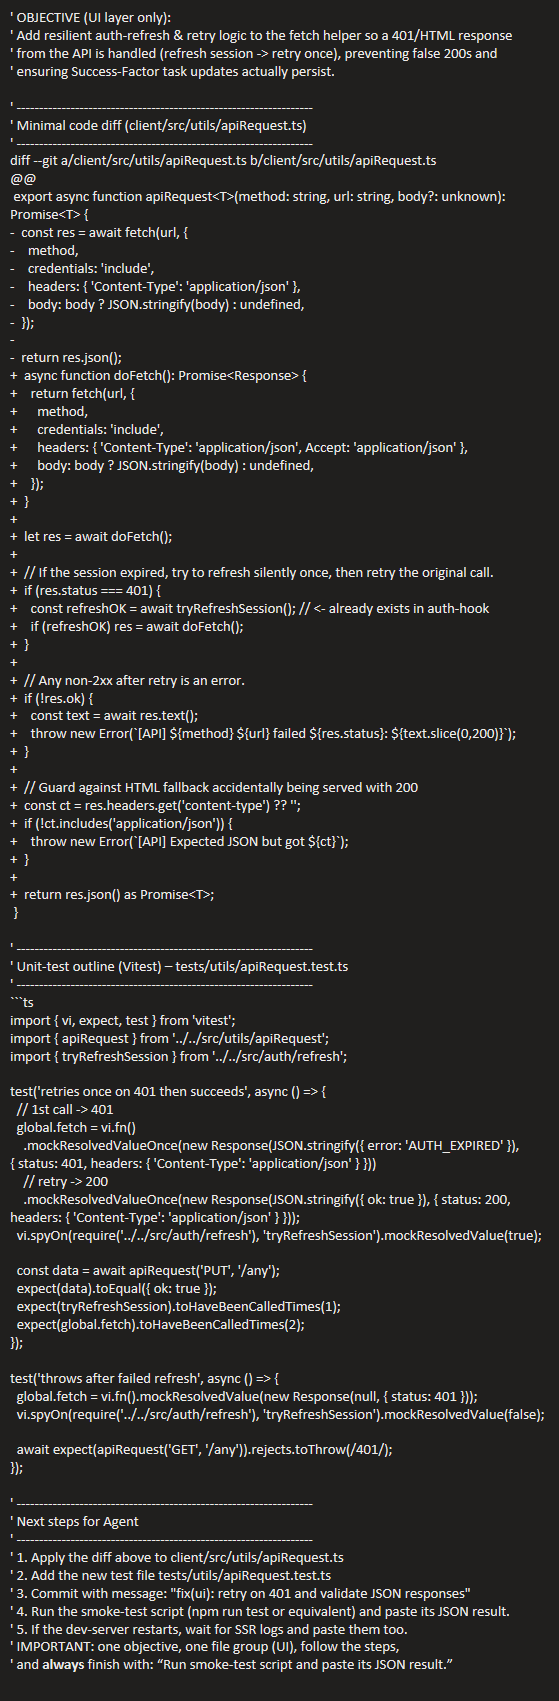 ' OBJECTIVE (UI layer only):
' Add resilient auth-refresh & retry logic to the fetch helper so a 401/HTML response
' from the API is handled (refresh session -> retry once), preventing false 200s and
' ensuring Success-Factor task updates actually persist.
' ------------------------------------------------------------------
' Minimal code diff (client/src/utils/apiRequest.ts)
' ------------------------------------------------------------------
diff --git a/client/src/utils/apiRequest.ts b/client/src/utils/apiRequest.ts
@@
export async function apiRequest<T>(method: string, url: string, body?: unknown):
Promise<T> {
-  const res = await fetch(url, {
-    method,
-    credentials: 'include',
-    headers: { 'Content-Type': 'application/json' },
-    body: body ? JSON.stringify(body) : undefined,
-  });
-
-  return res.json();
+  async function doFetch(): Promise<Response> {
+    return fetch(url, {
+      method,
+      credentials: 'include',
+      headers: { 'Content-Type': 'application/json', Accept: 'application/json' },
+      body: body ? JSON.stringify(body) : undefined,
+    });
+  }
+
+  let res = await doFetch();
+
+  // If the session expired, try to refresh silently once, then retry the original call.
+  if (res.status === 401) {
+    const refreshOK = await tryRefreshSession(); // <- already exists in auth-hook
+    if (refreshOK) res = await doFetch();
+  }
+
+  // Any non-2xx after retry is an error.
+  if (!res.ok) {
+    const text = await res.text();
+    throw new Error(`[API] ${method} ${url} failed ${res.status}: ${text.slice(0,200)}`);
+  }
+
+  // Guard against HTML fallback accidentally being served with 200
+  const ct = res.headers.get('content-type') ?? '';
+  if (!ct.includes('application/json')) {
+    throw new Error(`[API] Expected JSON but got ${ct}`);
+  }
+
+  return res.json() as Promise<T>;
}
' ------------------------------------------------------------------
' Unit-test outline (Vitest) – tests/utils/apiRequest.test.ts
' ------------------------------------------------------------------
```ts
import { vi, expect, test } from 'vitest';
import { apiRequest } from '../../src/utils/apiRequest';
import { tryRefreshSession } from '../../src/auth/refresh';
test('retries once on 401 then succeeds', async () => {
// 1st call -> 401
global.fetch = vi.fn()
.mockResolvedValueOnce(new Response(JSON.stringify({ error: 'AUTH_EXPIRED' }),
{ status: 401, headers: { 'Content-Type': 'application/json' } }))
// retry -> 200
.mockResolvedValueOnce(new Response(JSON.stringify({ ok: true }), { status: 200,
headers: { 'Content-Type': 'application/json' } }));
vi.spyOn(require('../../src/auth/refresh'), 'tryRefreshSession').mockResolvedValue(true);
const data = await apiRequest('PUT', '/any');
expect(data).toEqual({ ok: true });
expect(tryRefreshSession).toHaveBeenCalledTimes(1);
expect(global.fetch).toHaveBeenCalledTimes(2);
});
test('throws after failed refresh', async () => {
global.fetch = vi.fn().mockResolvedValue(new Response(null, { status: 401 }));
vi.spyOn(require('../../src/auth/refresh'), 'tryRefreshSession').mockResolvedValue(false);
await expect(apiRequest('GET', '/any')).rejects.toThrow(/401/);
});
' ------------------------------------------------------------------
' Next steps for Agent
' ------------------------------------------------------------------
' 1. Apply the diff above to client/src/utils/apiRequest.ts
' 2. Add the new test file tests/utils/apiRequest.test.ts
' 3. Commit with message: "fix(ui): retry on 401 and validate JSON responses"
' 4. Run the smoke-test script (npm run test or equivalent) and paste its JSON result.
' 5. If the dev-server restarts, wait for SSR logs and paste them too.
' IMPORTANT: one objective, one file group (UI), follow the steps,
' and always finish with: “Run smoke-test script and paste its JSON result.”